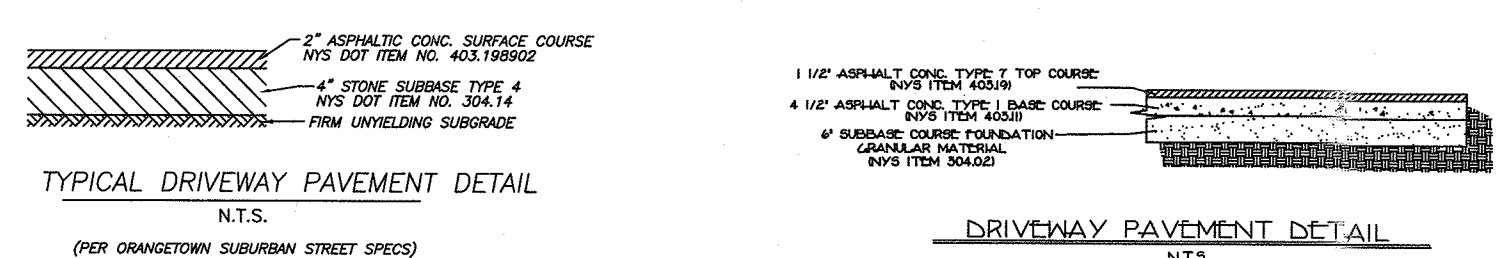 2" ASPHALTIC CONC. SURFACE COURSE
NYS DOT ITEM NO. 403.198902
4" STONE SUBBASE TYPE 4
NYS DOT ITEM NO. 304.14
FIRM UNYIELDING SUBGRADE
TYPICAL DRIVEWAY PAVEMENT DETAIL
N.T.S.
(PER ORANGETOWN SUBURBAN STREET SPECS)
1 1/2" ASPHALT CONC. TYPE 7 TOP COURSE
(NYS ITEM 403.19)
4 1/2" ASPHALT CONC. TYPE 1 BASE COURSE
(NYS ITEM 403.11)
6" SUBBASE COURSE FOUNDATION
GRANULAR MATERIAL
(NYS ITEM 304.02)
DRIVEWAY PAVEMENT DETAIL
N.T.S.